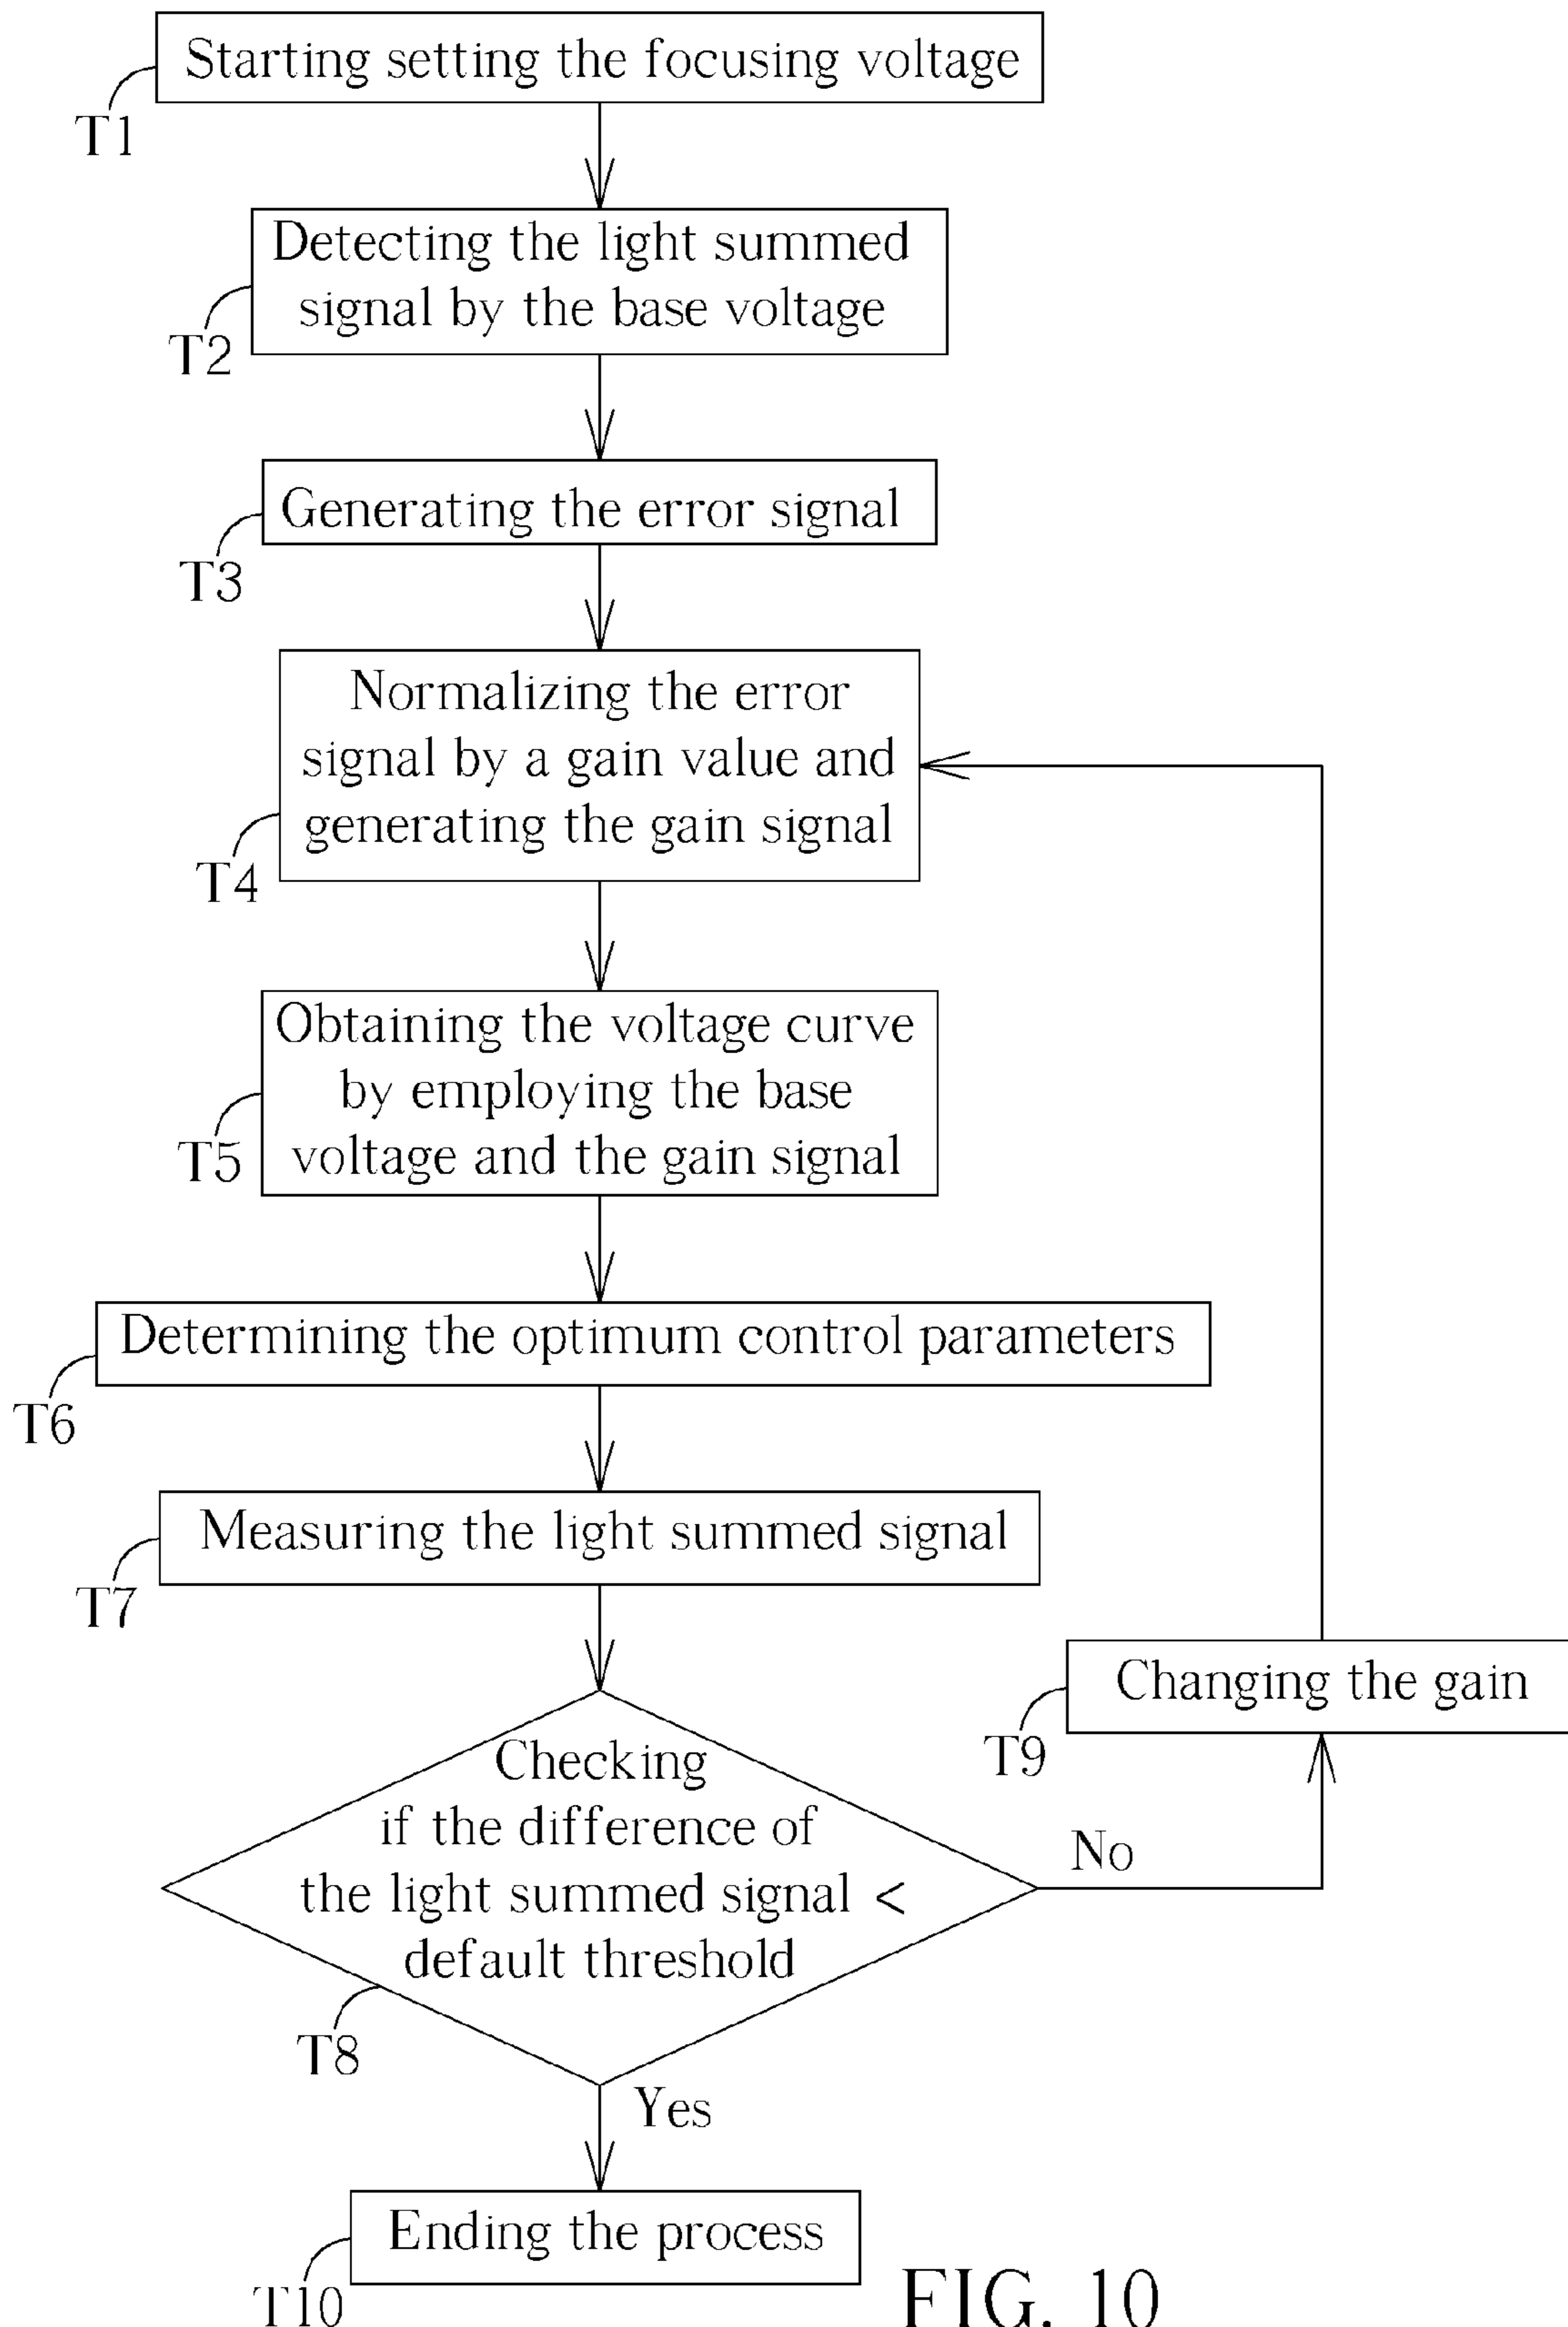 Starting setting the focusing voltage
T1
Detecting the light summed
signal by the base voltage
T2
Generating the error signal
T3
Normalizing the error
signal by a gain value and
generating the gain signal
T4
Obtaining the voltage curve
by employing the base
voltage and the gain signal
T5
Determining the optimum control parameters
T6
Measuring the light summed signal
T7
Changing the gain
T9
Checking
if the difference of
the light summed signal <
default threshold
No
T8
Yes
Ending the process
T10
FIG. 10